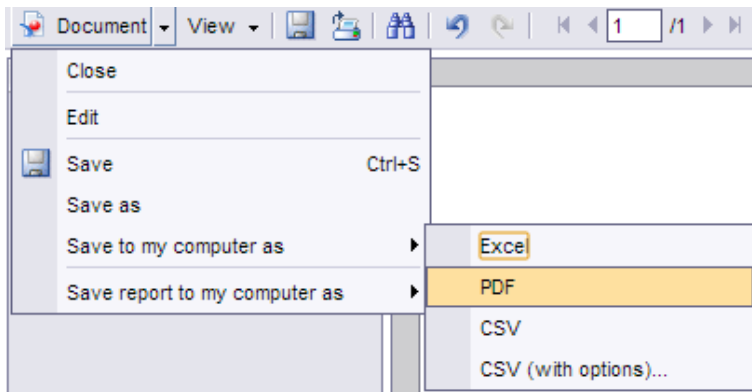 Document View 1 /1
Close
Edit
Save Ctrl+S
Save as
Save to my computer as
Excel
Save report to my computer as
PDF
CSV
CSV (with options)...